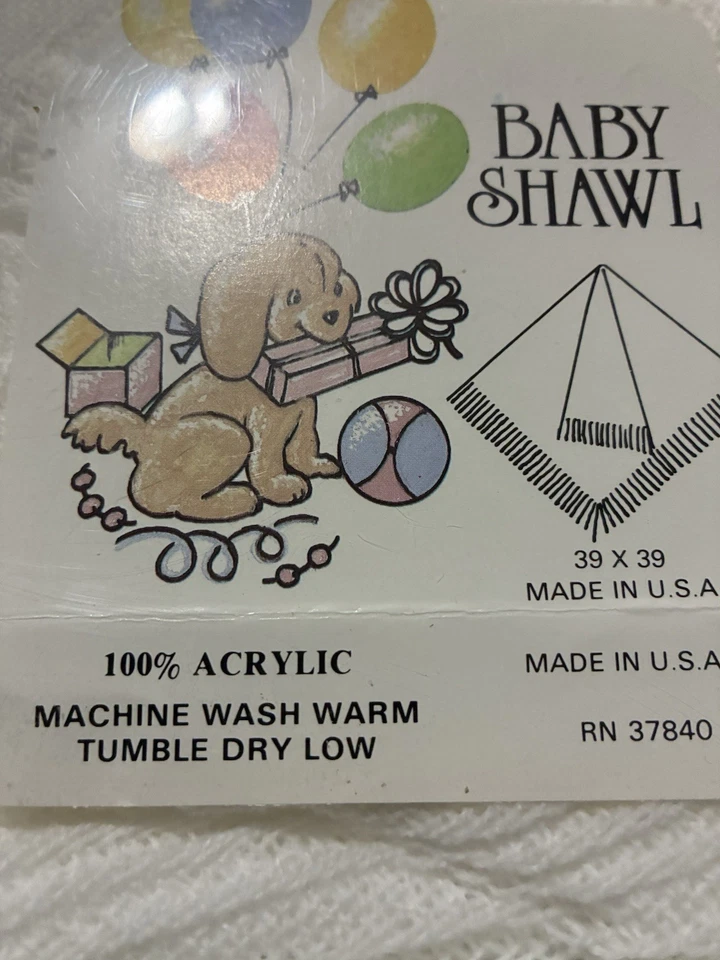 BABY
SHAWL
39 X 39
MADE IN U.S.A
100% ACRYLIC
MACHINE WASH WARM
TUMBLE DRY LOW
MADE IN U.S.A
RN 37840